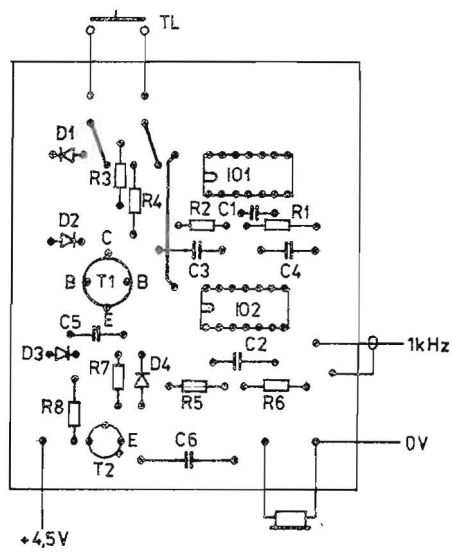 TL
D1
R3
R4
IO1
C1
R2
R1
D2
C
C3
C4
B
T1
B
E
IO2
C5
D3
R7
D4
C2
1kHz
R5
R6
R8
E
T2
C6
0V
+4,5V